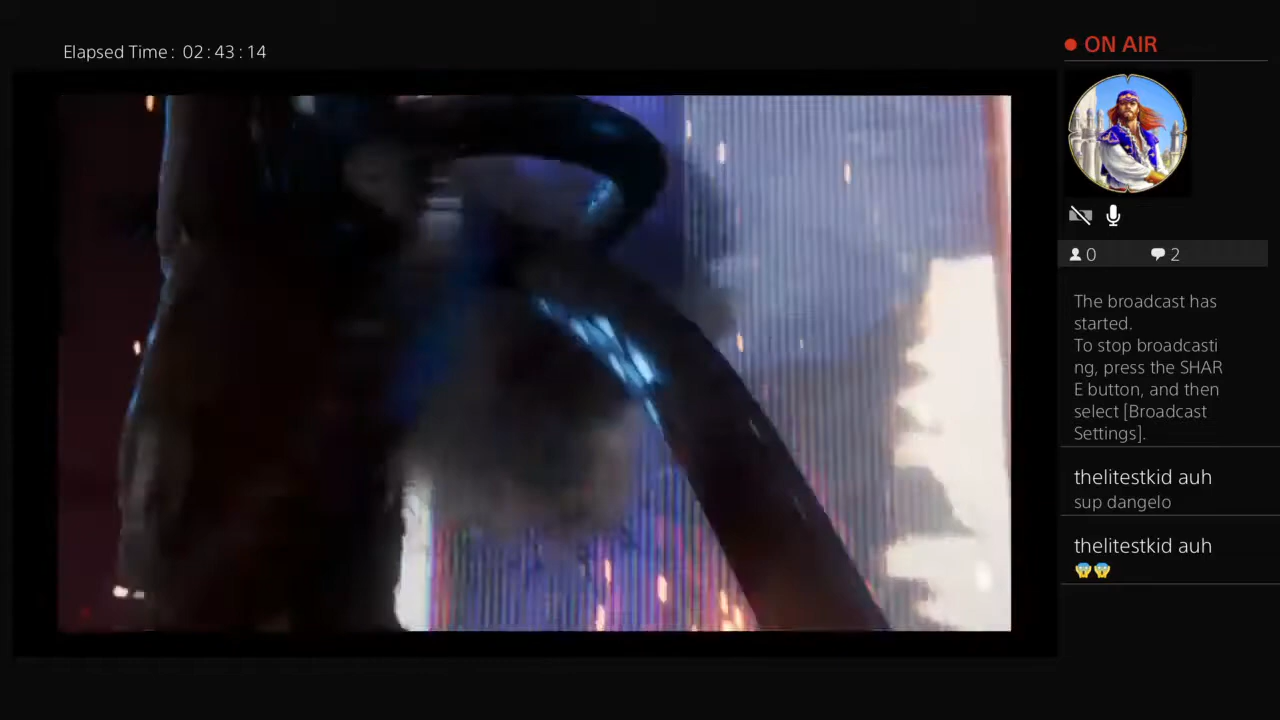 Elapsed Time: 02:43:14
ON AIR
0 2
The broadcast has
started.
To stop broadcasti
ng, press the SHAR
E button, and then
select [Broadcast
Settings].
thelitestkid auh
sup dangelo
thelitestkid auh
😱😱